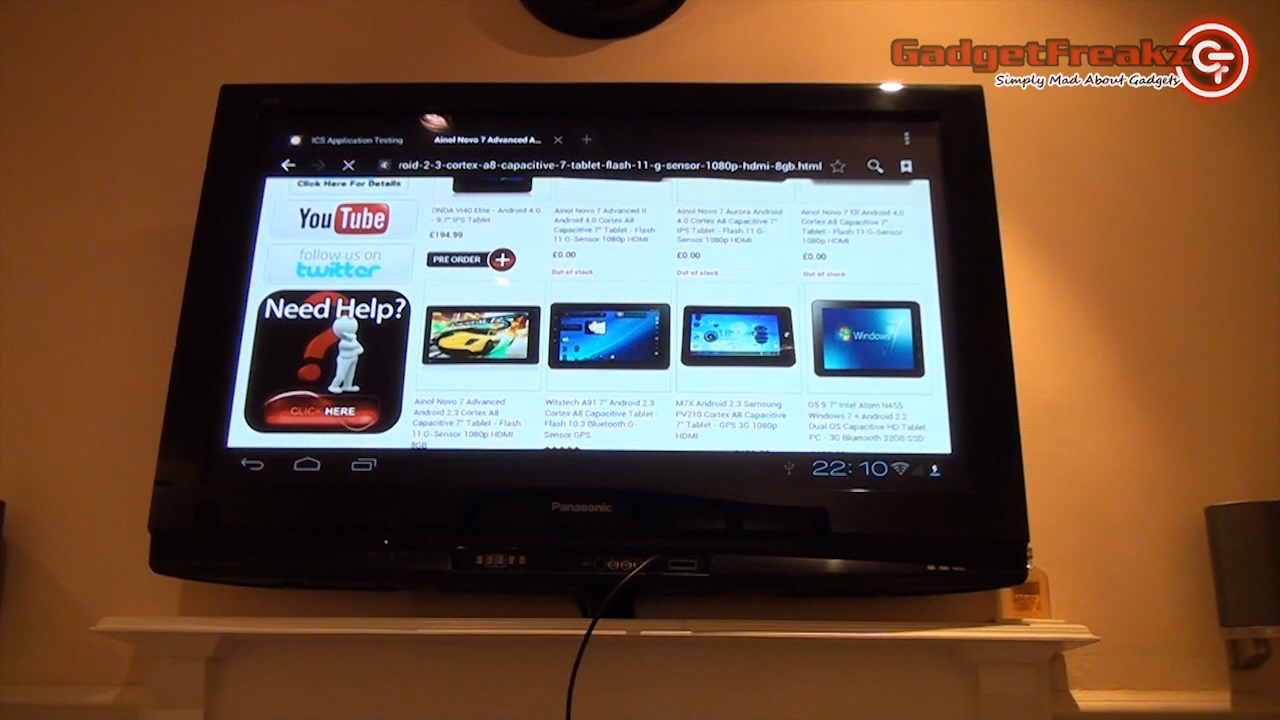 GadgetFreakz
Simply Mad About Gadgets
ICS Application Testing
Ainol Novo 7 Advanced A...
roid-2-3-cortex-a8-capacitive-7-tablet-flash-11-g-sensor-1080p-hdmi-8gb.html
Click Here For Details
YouTube
follow us on
twitter
Need Help?
CLICK HERE
ONDA Vi40 Elite - Android 4.0
- 9.7" IPS Tablet
£194.99
PRE ORDER
Ainol Novo 7 Advanced II
Android 4.0 Cortex A8
Capacitive 7" Tablet - Flash
11 G-Sensor 1080p HDMI
£0.00
Out of stock
Ainol Novo 7 Aurora Android
4.0 Cortex A8 Capacitive 7"
IPS Tablet - Flash 11 G-
Sensor 1080p HDMI
£0.00
Out of stock
Ainol Novo 7 Elf Android 4.0
Cortex A8 Capacitive 7"
Tablet - Flash 11 G-Sensor
1080p HDMI
£0.00
Out of stock
Ainol Novo 7 Advanced
Android 2.3 Cortex A8
Capacitive 7" Tablet - Flash
11 G-Sensor 1080p HDMI
8GB
Witstech A91 7" Android 2.3
Cortex A8 Capacitive Tablet -
Flash 10.3 Bluetooth G-
Sensor GPS
M7X Android 2.3 Samsung
PV210 Cortex A8 Capacitive
7" Tablet - GPS 3G 1080p
HDMI
Windows
G5 9.7" Intel Atom N455
Windows 7 + Android 2.2
Dual OS Capacitive HD Tablet
PC - 3G Bluetooth 32GB SSD
22:10
Panasonic